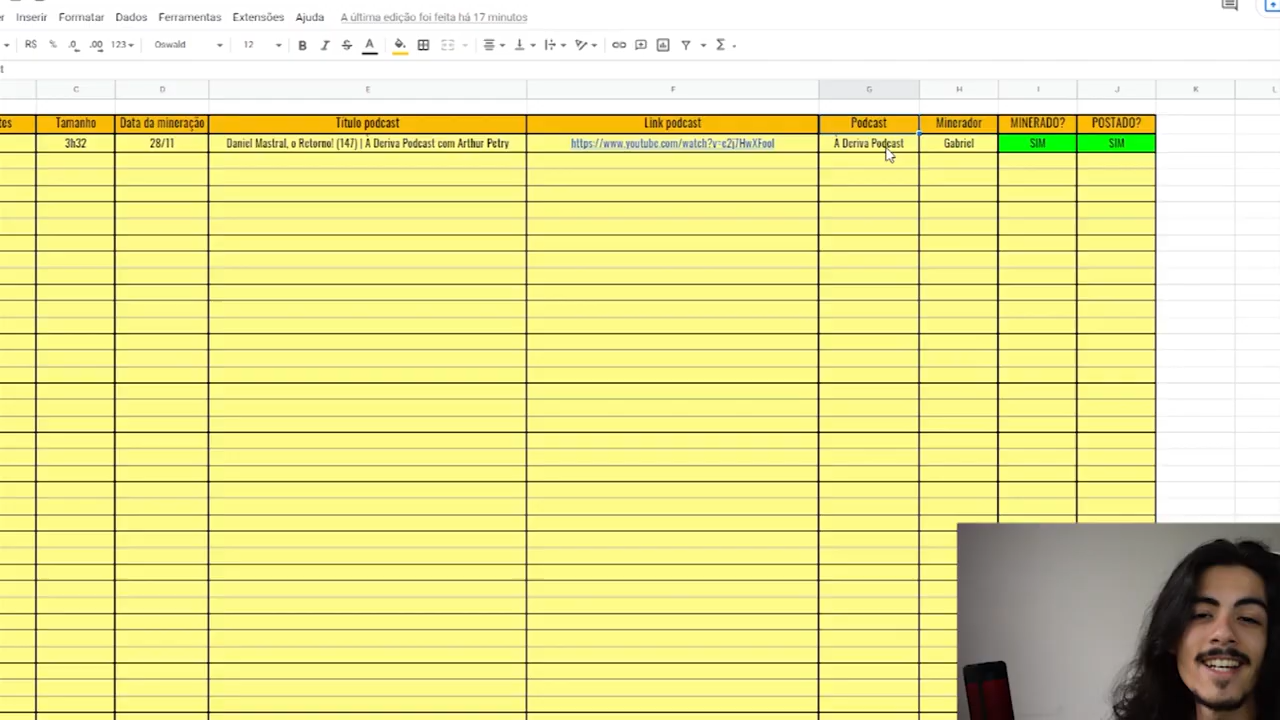 Inserir Formatar Dados Ferramentas Extensões Ajuda A última edição foi feita há 17 minutos
R$ % .0 .00 123 Oswald 12 B I S A Σ
C D E F G H I J K L
Tamanho Data da mineração Título podcast Link podcast Podcast Minerador MINERADO? POSTADO?
3h32 28/11 Daniel Mastral, o Retorno! (147) | À Deriva Podcast com Arthur Petry À Deriva Podcast Gabriel SIM SIM